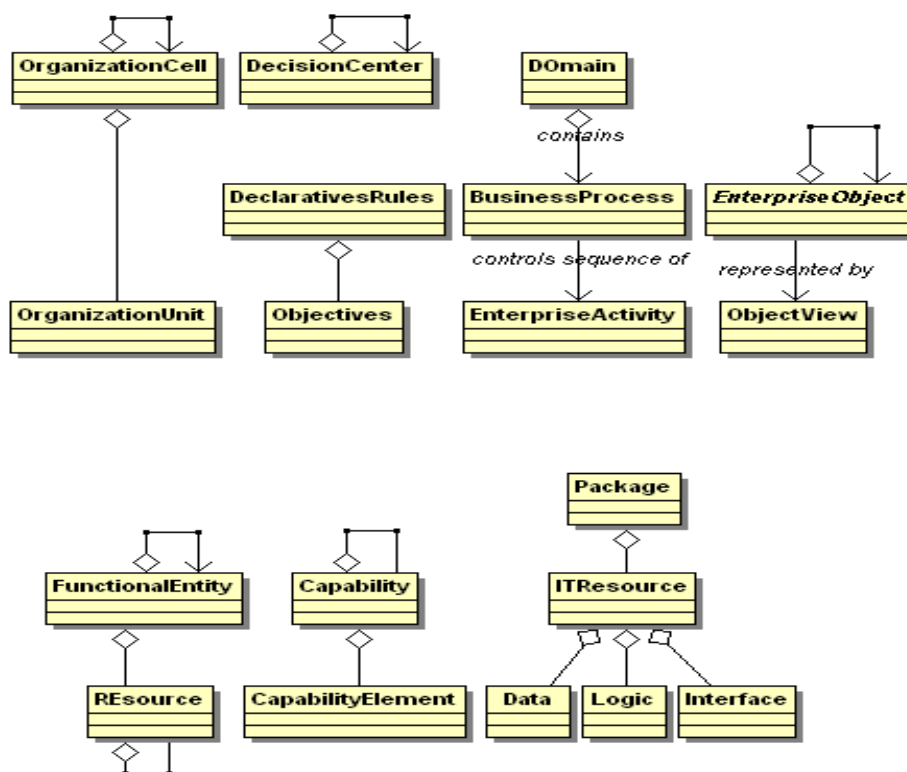 OrganizationCell
DecisionCenter
DOmain
contains
DeclarativesRules
BusinessProcess
EnterpriseObject
controls sequence of
represented by
OrganizationUnit
Objectives
EnterpriseActivity
ObjectView
Package
FunctionalEntity
Capability
ITResource
REsource
CapabilityElement
Data
Logic
Interface